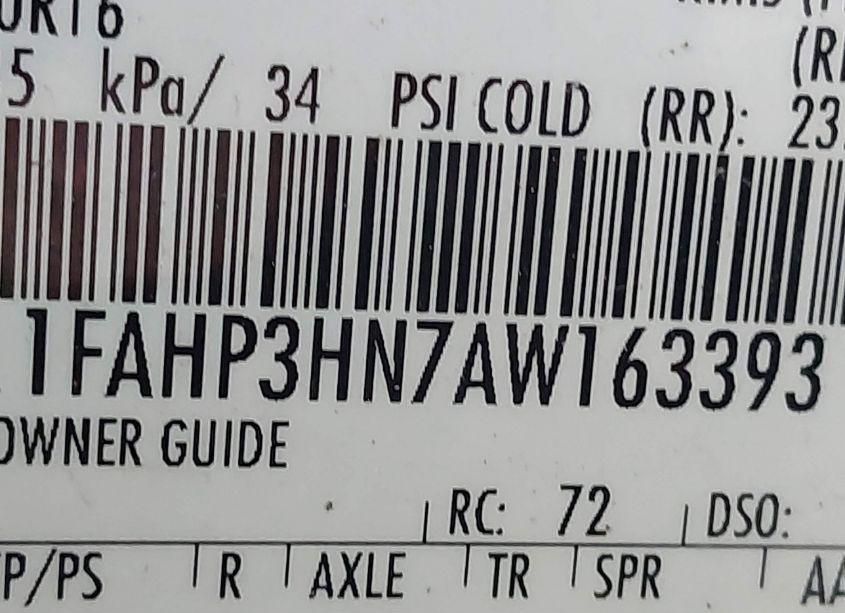 5 kPa/ 34 PSI COLD (RR): 23
1FAHP3HN7AW163393
OWNER GUIDE
RC: 72 DSO:
P/PS R AXLE TR SPR